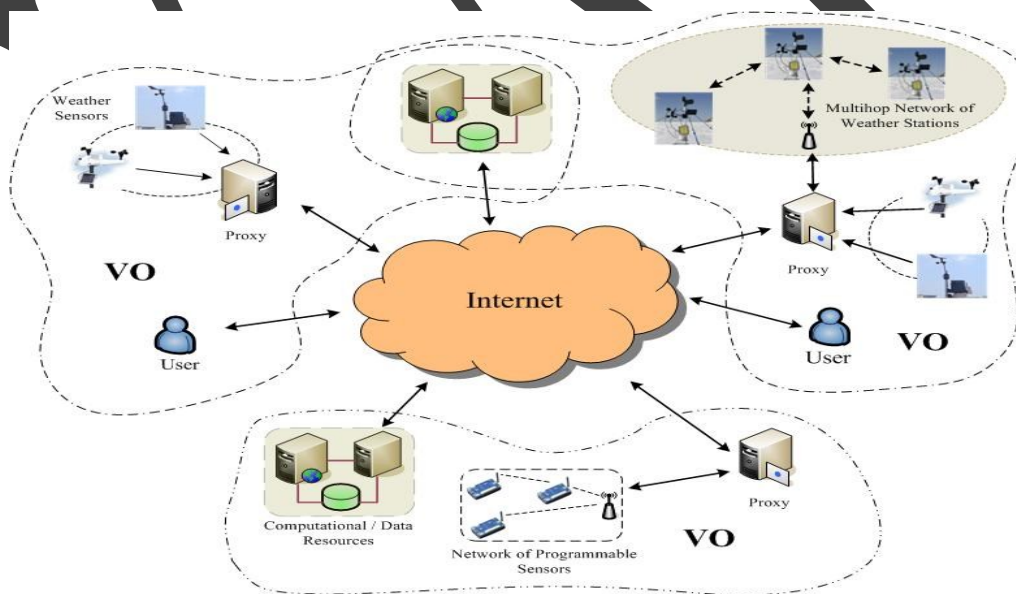 Weather
Sensors
Proxy
VO
User
Multihop Network of
Weather Stations
Proxy
User
VO
Internet
Computational / Data
Resources
Network of Programmable
Sensors
Proxy
VO